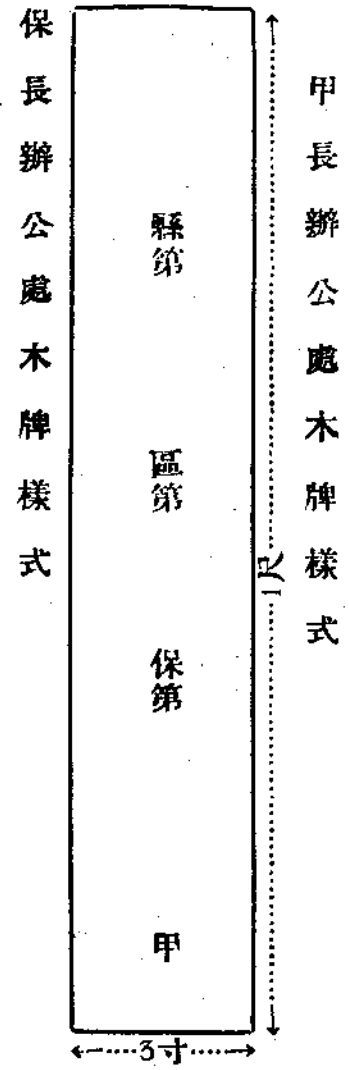 甲長辦公處木牌樣式
1尺
縣第　區第　保第　甲
3寸
保長辦公處木牌樣式